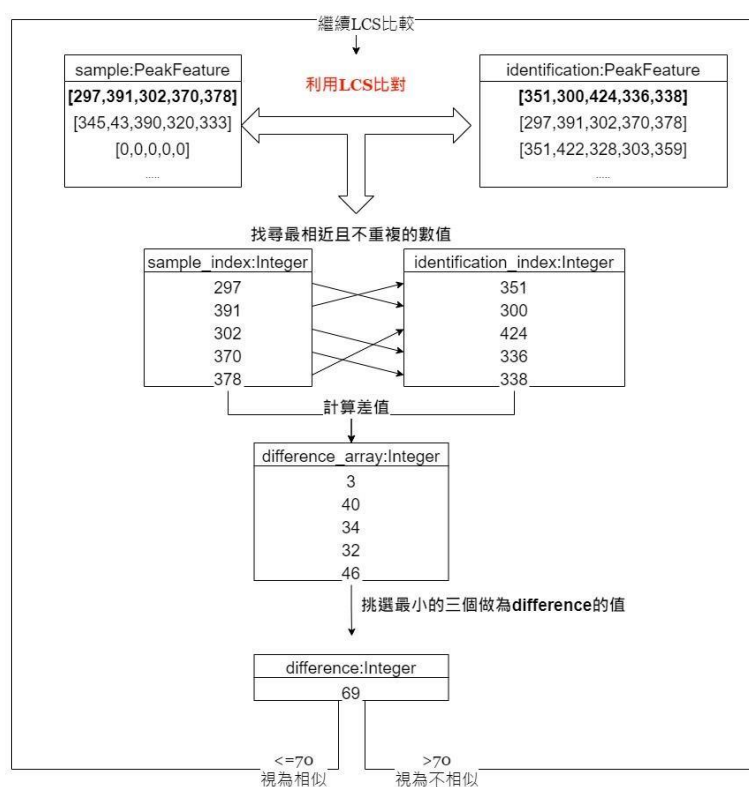 繼續LCS比較
sample:PeakFeature
[297,391,302,370,378]
[345,43,390,320,333]
[0,0,0,0,0]
.....
利用LCS比對
identification:PeakFeature
[351,300,424,336,338]
[297,391,302,370,378]
[351,422,328,303,359]
.....
找尋最相近且不重複的數值
sample_index:Integer
297
391
302
370
378
identification_index:Integer
351
300
424
336
338
計算差值
difference_array:Integer
3
40
34
32
46
挑選最小的三個做為difference的值
difference:Integer
69
<=70
視為相似
>70
視為不相似